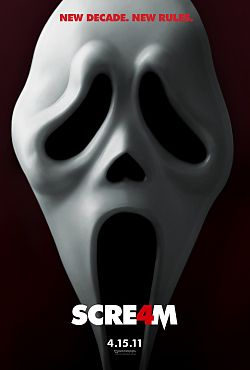 NEW DECADE. NEW RULES.
SCRE4M
4.15.11